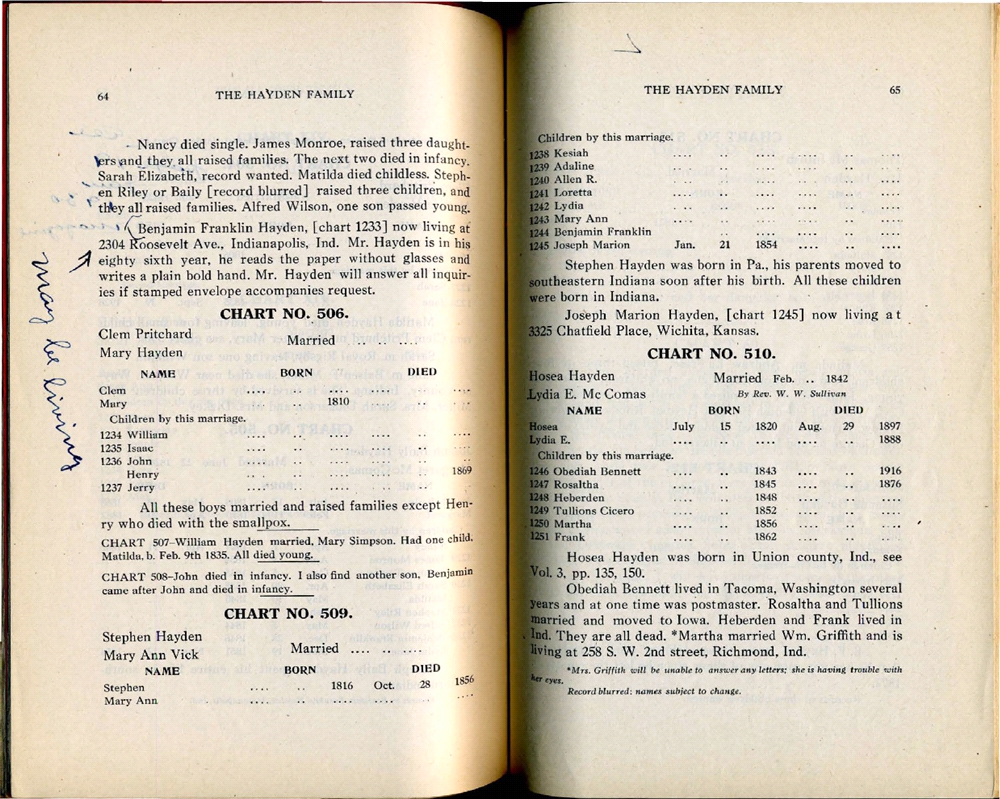 64 THE HAYDEN FAMILY
Nancy died single. James Monroe, raised three daught-
ers and they all raised families. The next two died in infancy.
Sarah Elizabeth, record wanted. Matilda died childless. Steph-
en Riley or Baily [record blurred] raised three children, and
they all raised families. Alfred Wilson, one son passed young.
Benjamin Franklin Hayden, [chart 1233] now living at
2304 Roosevelt Ave., Indianapolis, Ind. Mr. Hayden is in his
eighty sixth year, he reads the paper without glasses and
writes a plain bold hand. Mr. Hayden will answer all inquir-
ies if stamped envelope accompanies request.
may be living
CHART NO. 506.
Clem Pritchard
Married .... .. ....
Mary Hayden
NAME BORN DIED
Clem .... .. .... .... .. ....
Mary .... .. 1810 .... .. ....
Children by this marriage.
1234 William .... .. .... .... .. ....
1235 Isaac .... .. .... .... .. ....
1236 John .... .. .... .... .. ....
Henry .... .. .... .... .. 1869
1237 Jerry .... .. .... .... .. ....
All these boys married and raised families except Hen-
ry who died with the smallpox.
CHART 507-William Hayden married, Mary Simpson. Had one child,
Matilda, b. Feb. 9th 1835. All died young.
CHART 508-John died in infancy. I also find another son, Benjamin
came after John and died in infancy.
CHART NO. 509.
Stephen Hayden
Married .... .. ....
Mary Ann Vick
NAME BORN DIED
Stephen .... .. 1816 Oct. 28 1856
Mary Ann .... .. .... .... .. ....
THE HAYDEN FAMILY 65
Children by this marriage.
1238 Kesiah .... .. .... .... .. ....
1239 Adaline .... .. .... .... .. ....
1240 Allen R. .... .. .... .... .. ....
1241 Loretta .... .. .... .... .. ....
1242 Lydia .... .. .... .... .. ....
1243 Mary Ann .... .. .... .... .. ....
1244 Benjamin Franklin .... .. .... .... .. ....
1245 Joseph Marion Jan. 21 1854 .... .. ....
Stephen Hayden was born in Pa., his parents moved to
southeastern Indiana soon after his birth. All these children
were born in Indiana.
Joseph Marion Hayden, [chart 1245] now living at
3325 Chatfield Place, Wichita, Kansas.
CHART NO. 510.
Hosea Hayden Married Feb. .. 1842
Lydia E. Mc Comas By Rev. W. W. Sullivan
NAME BORN DIED
Hosea July 15 1820 Aug. 29 1897
Lydia E. .... .. .... .... .. 1888
Children by this marriage.
1246 Obediah Bennett .... .. 1843 .... .. 1916
1247 Rosaltha .... .. 1845 .... .. 1876
1248 Heberden .... .. 1848 .... .. ....
1249 Tullions Cicero .... .. 1852 .... .. ....
1250 Martha .... .. 1856 .... .. ....
1251 Frank .... .. 1862 .... .. ....
Hosea Hayden was born in Union county, Ind., see
Vol. 3, pp. 135, 150.
Obediah Bennett lived in Tacoma, Washington several
years and at one time was postmaster. Rosaltha and Tullions
married and moved to Iowa. Heberden and Frank lived in
Ind. They are all dead. *Martha married Wm. Griffith and is
living at 258 S. W. 2nd street, Richmond, Ind.
*Mrs. Griffith will be unable to answer any letters; she is having trouble with
her eyes.
Record blurred; names subject to change.